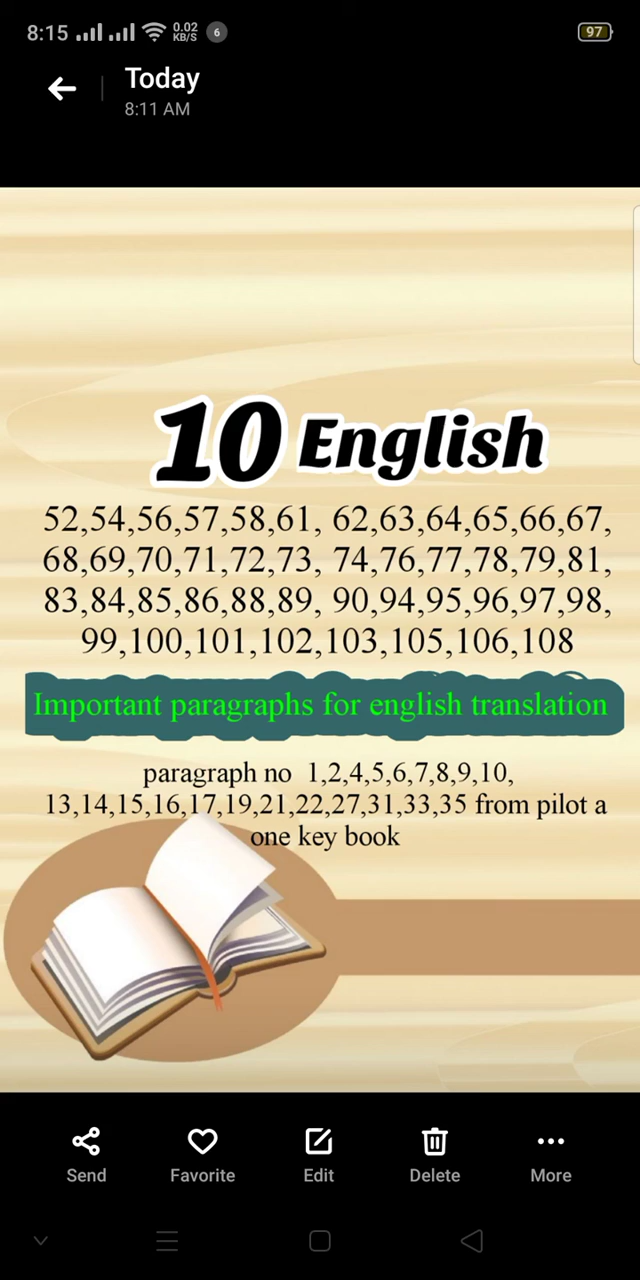 8:15 0.02 KB/S 6 97
Today
8:11 AM
10 English
52,54,56,57,58,61, 62,63,64,65,66,67,
68,69,70,71,72,73, 74,76,77,78,79,81,
83,84,85,86,88,89, 90,94,95,96,97,98,
99,100,101,102,103,105,106,108
Important paragraphs for english translation
paragraph no 1,2,4,5,6,7,8,9,10,
13,14,15,16,17,19,21,22,27,31,33,35 from pilot a
one key book
Send Favorite Edit Delete More